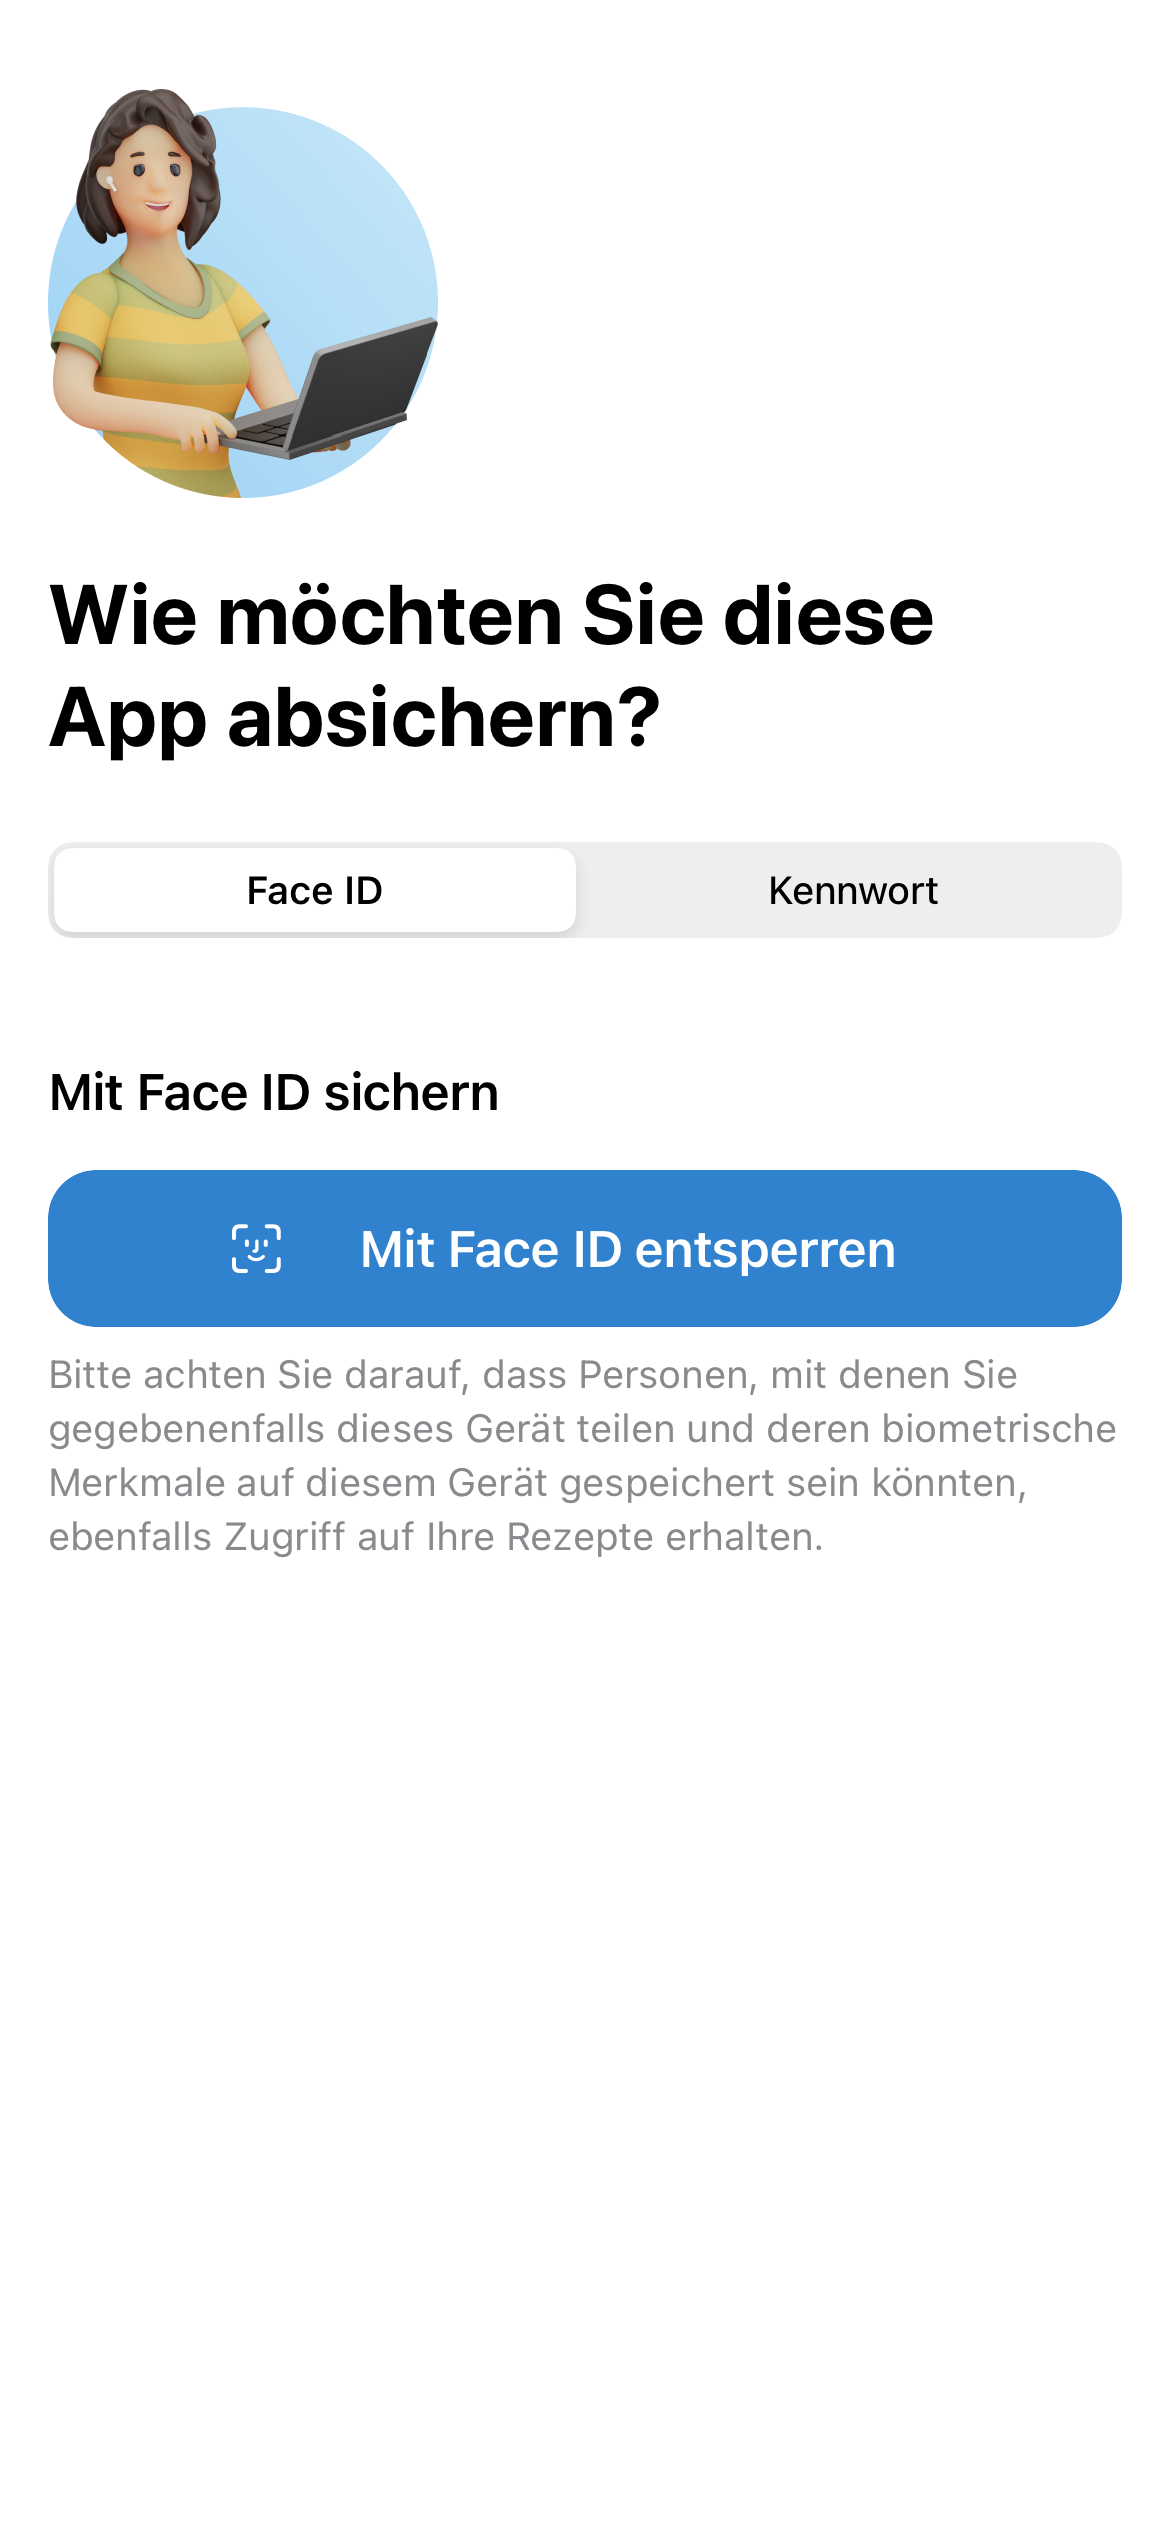 Wie möchten Sie diese
App absichern?
Face ID
Kennwort
Mit Face ID sichern
Mit Face ID entsperren
Bitte achten Sie darauf, dass Personen, mit denen Sie
gegebenenfalls dieses Gerät teilen und deren biometrische
Merkmale auf diesem Gerät gespeichert sein könnten,
ebenfalls Zugriff auf Ihre Rezepte erhalten.